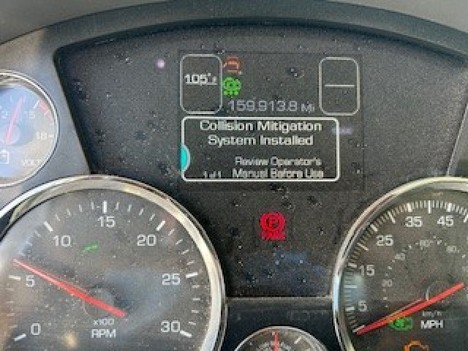 105°F
159,913.8 Mi
Collision Mitigation
System Installed
Review Operator's
1 of 1 Manual Before Use
18
VOLT
PARK
0
5
10
15
20
25
30
x100
RPM
5
15
25
35
45
km/h
MPH